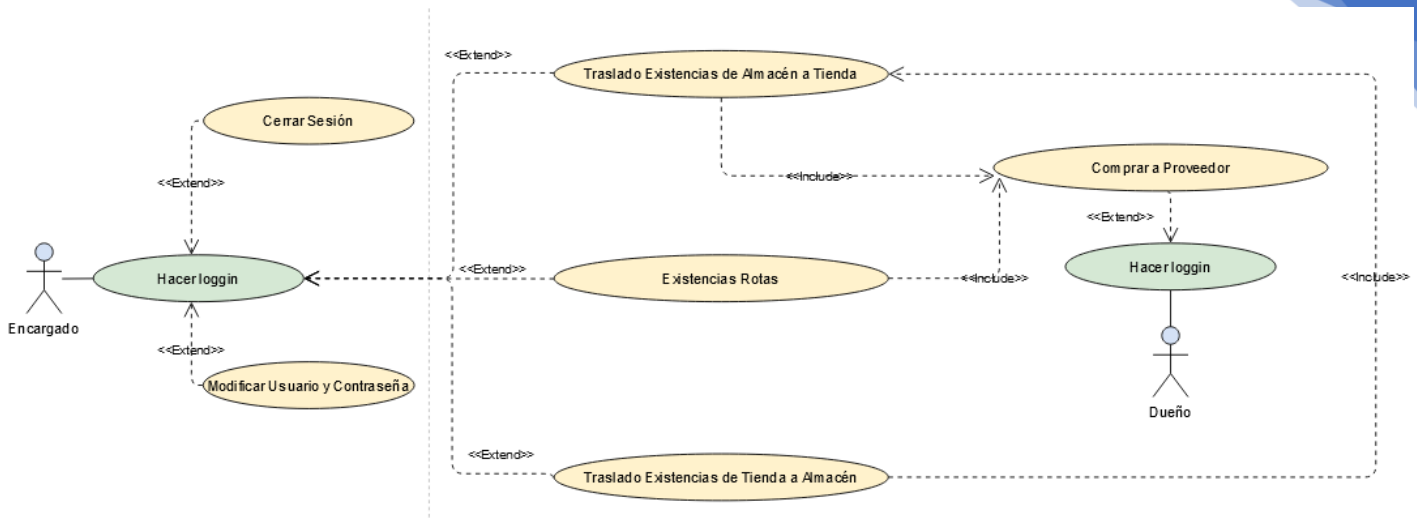 <<Extend>>
Traslado Existencias de Almacén a Tienda
Cerrar Sesión
Comprar a Proveedor
<<Include>>
<<Extend>>
<<Extend>>
Hacer loggin
<<Extend>>
Existencias Rotas
<<Include>>
Hacer loggin
<<Include>>
Encargado
<<Extend>>
Modificar Usuario y Contraseña
Dueño
<<Extend>>
Traslado Existencias de Tienda a Almacén